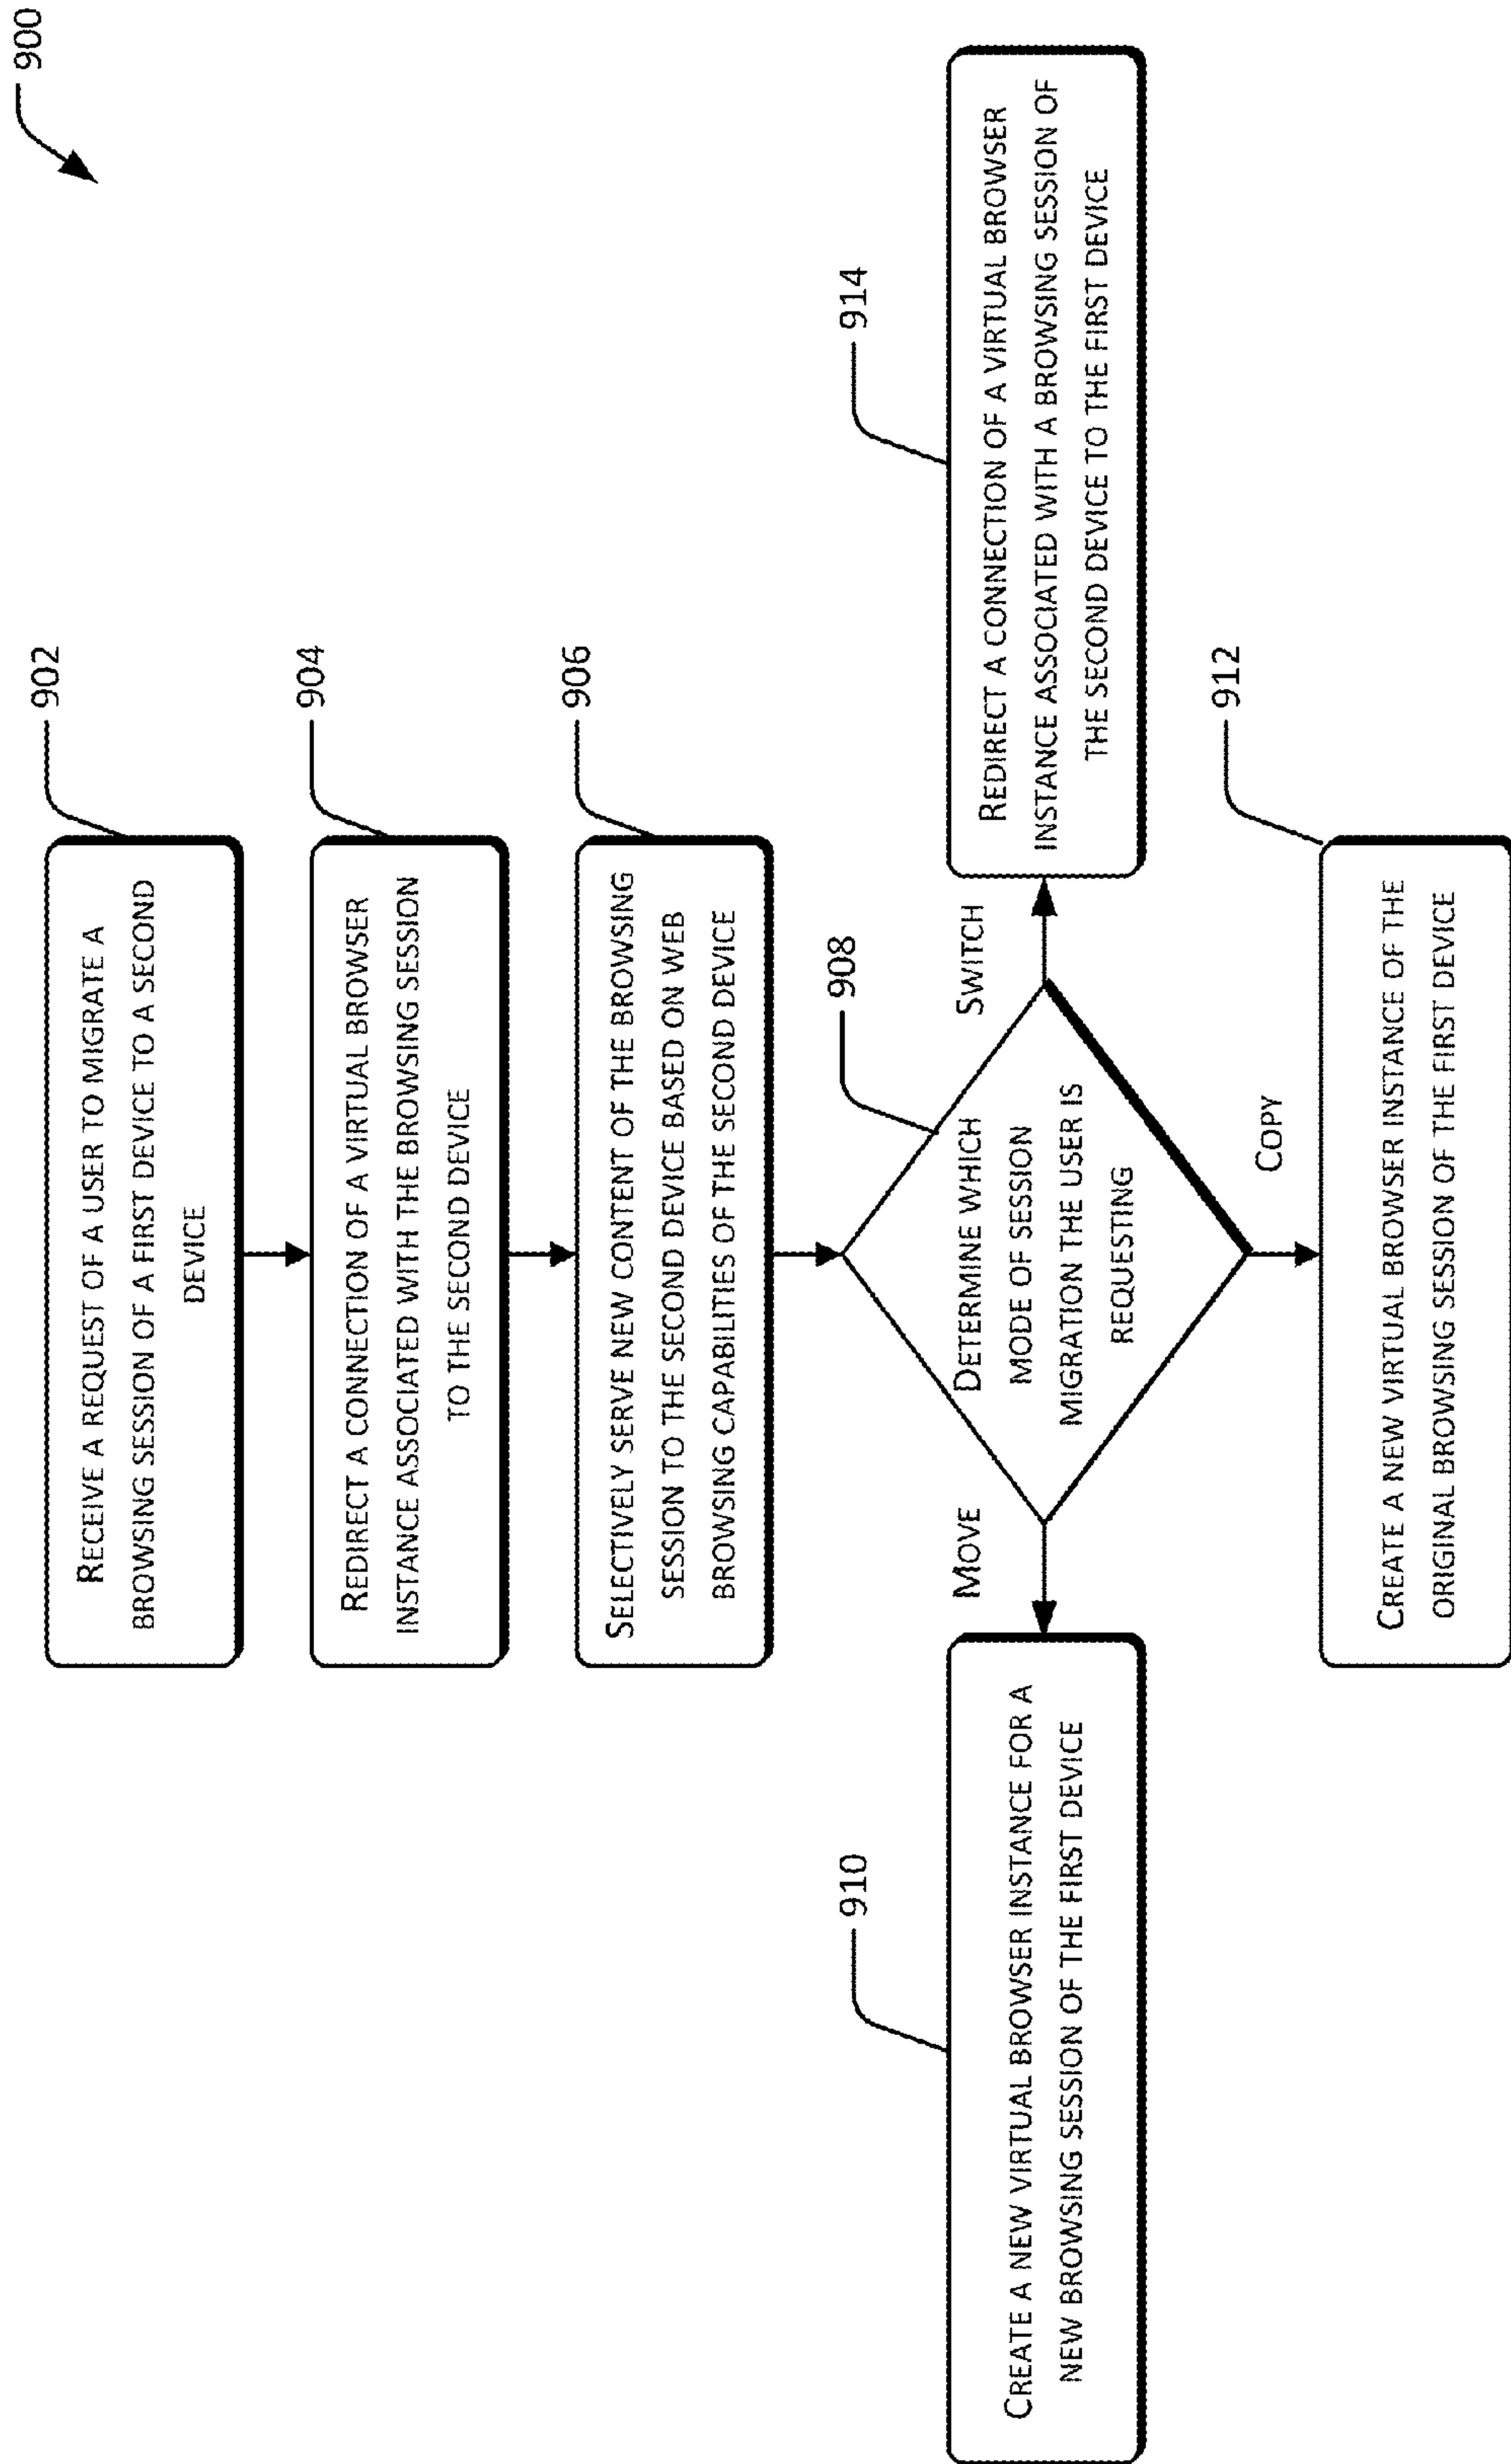 900
902
RECEIVE A REQUEST OF A USER TO MIGRATE A
BROWSING SESSION OF A FIRST DEVICE TO A SECOND
DEVICE
904
REDIRECT A CONNECTION OF A VIRTUAL BROWSER
INSTANCE ASSOCIATED WITH THE BROWSING SESSION
TO THE SECOND DEVICE
906
SELECTIVELY SERVE NEW CONTENT OF THE BROWSING
SESSION TO THE SECOND DEVICE BASED ON WEB
BROWSING CAPABILITIES OF THE SECOND DEVICE
908
DETERMINE WHICH
MODE OF SESSION
MIGRATION THE USER IS
REQUESTING
MOVE
910
CREATE A NEW VIRTUAL BROWSER INSTANCE FOR A
NEW BROWSING SESSION OF THE FIRST DEVICE
SWITCH
914
REDIRECT A CONNECTION OF A VIRTUAL BROWSER
INSTANCE ASSOCIATED WITH A BROWSING SESSION OF
THE SECOND DEVICE TO THE FIRST DEVICE
COPY
912
CREATE A NEW VIRTUAL BROWSER INSTANCE OF THE
ORIGINAL BROWSING SESSION OF THE FIRST DEVICE